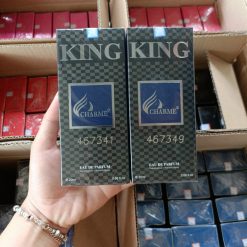 KING
CHARME
467341
EAU DE PARFUM
KING
CHARME
467349
EAU DE PARFUM